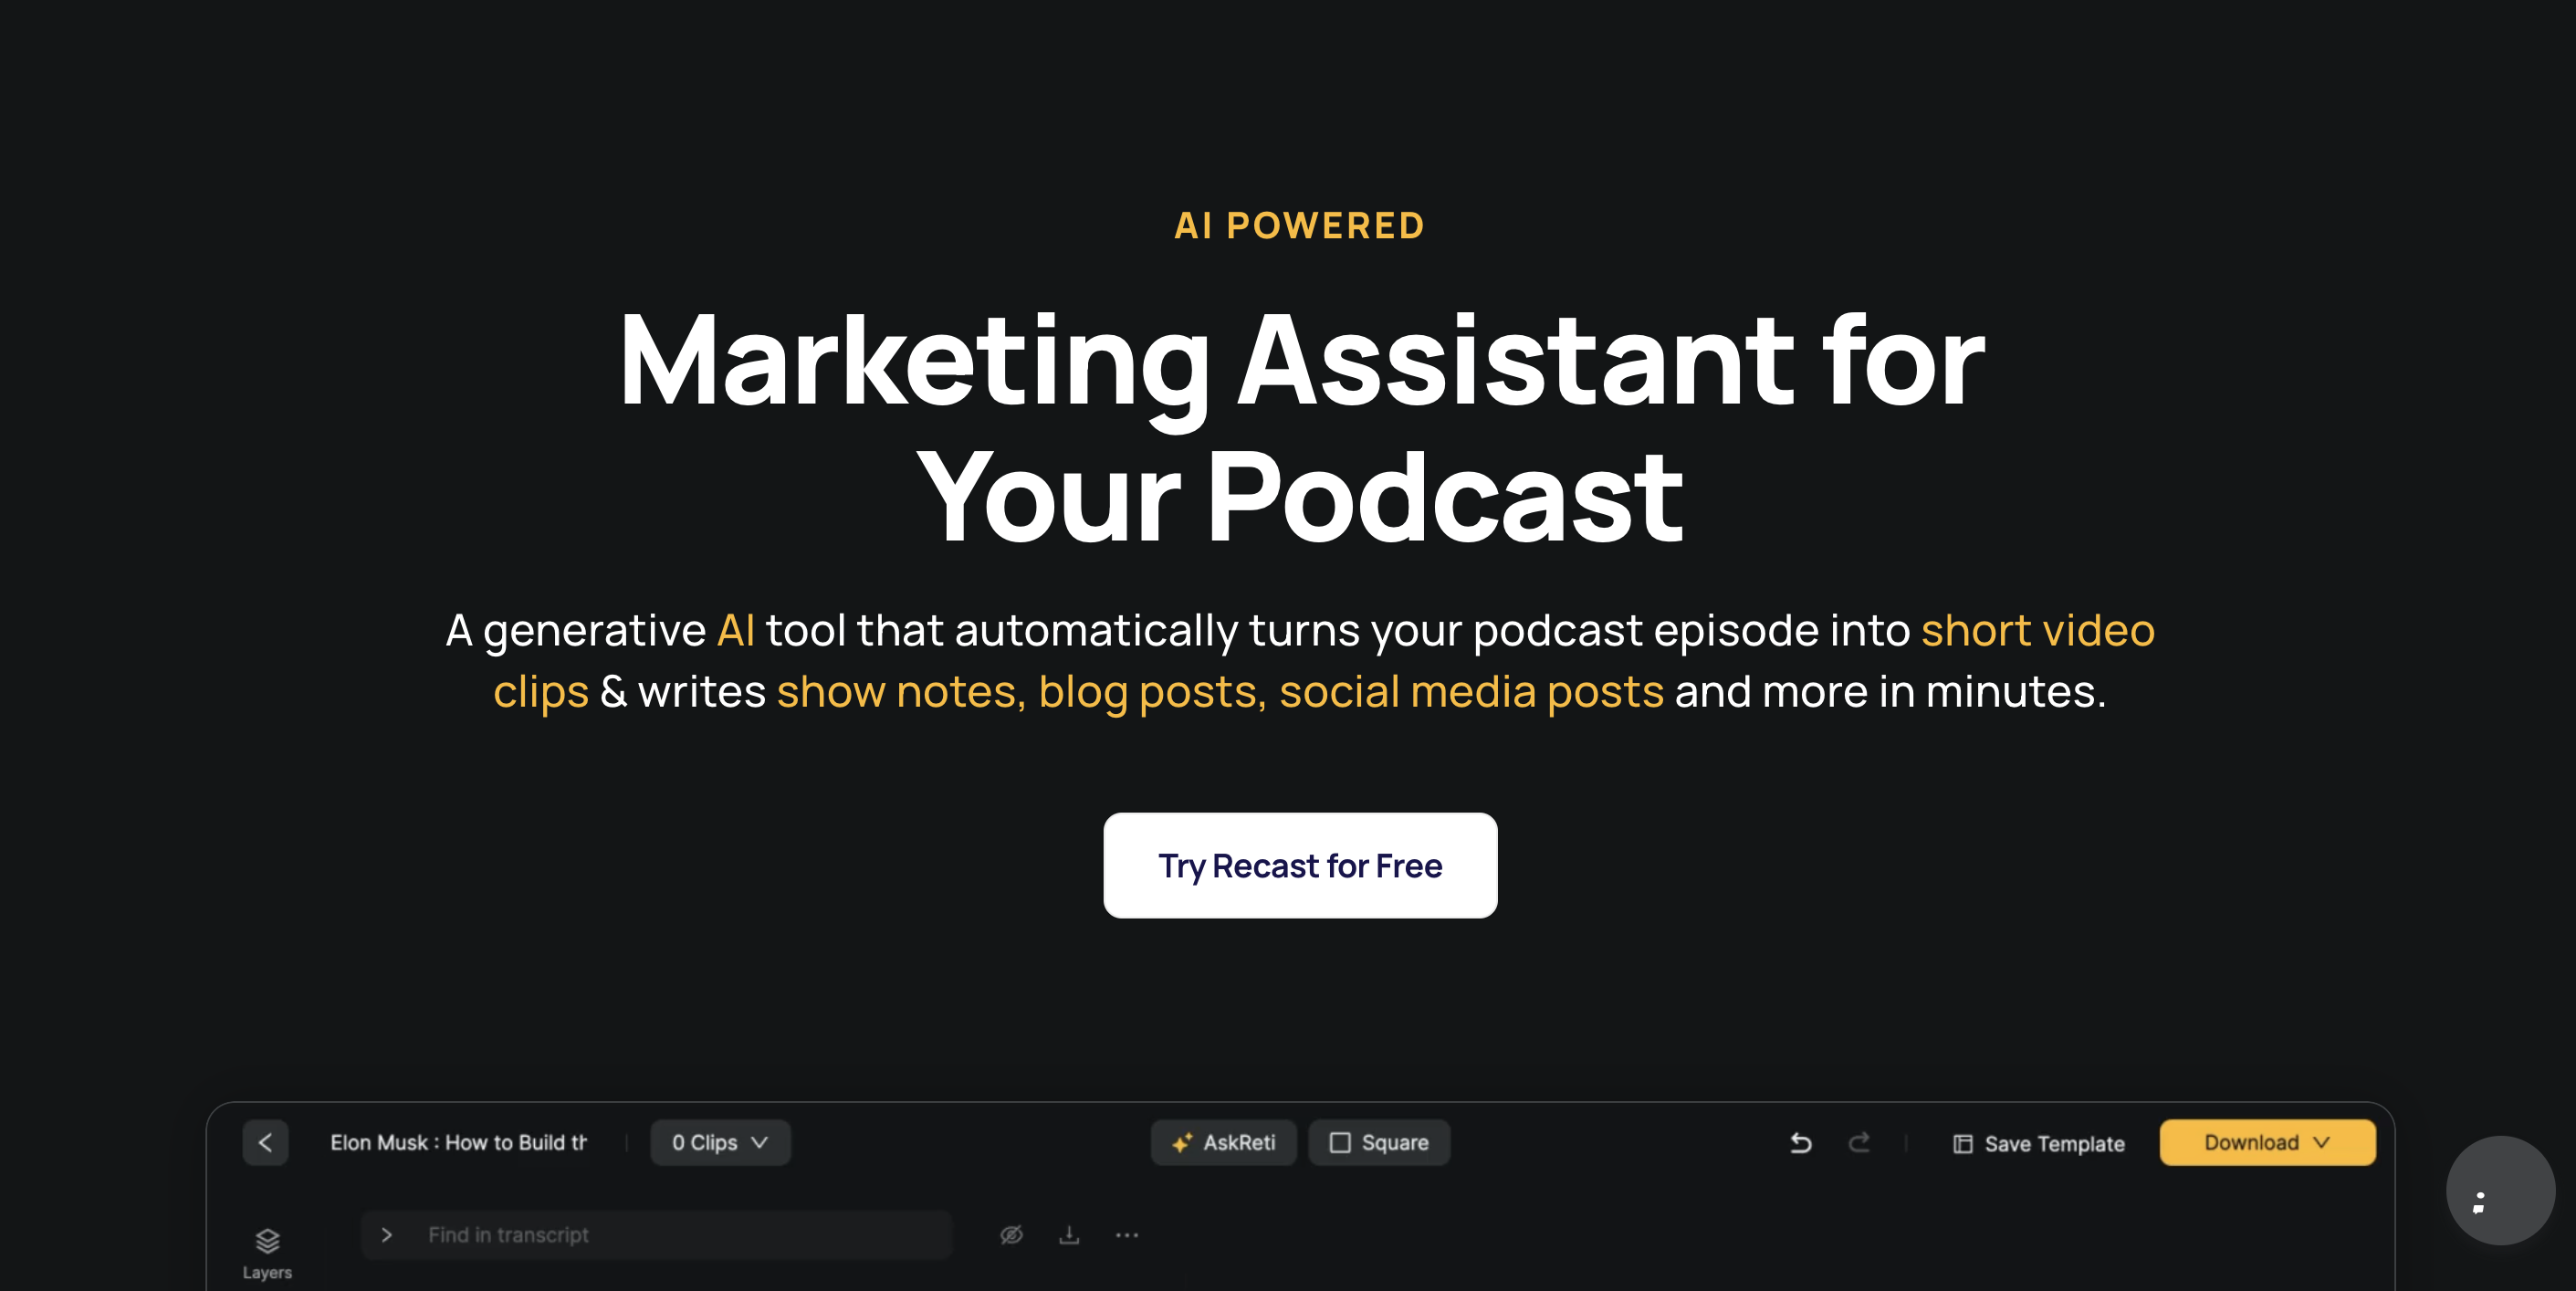 AI POWERED
Marketing Assistant for
Your Podcast
A generative AI tool that automatically turns your podcast episode into short video
clips & writes show notes, blog posts, social media posts and more in minutes.
Try Recast for Free
Elon Musk : How to Build
0 Clips
AskReti
Square
Save Template
Download
Find in transcript
Layers